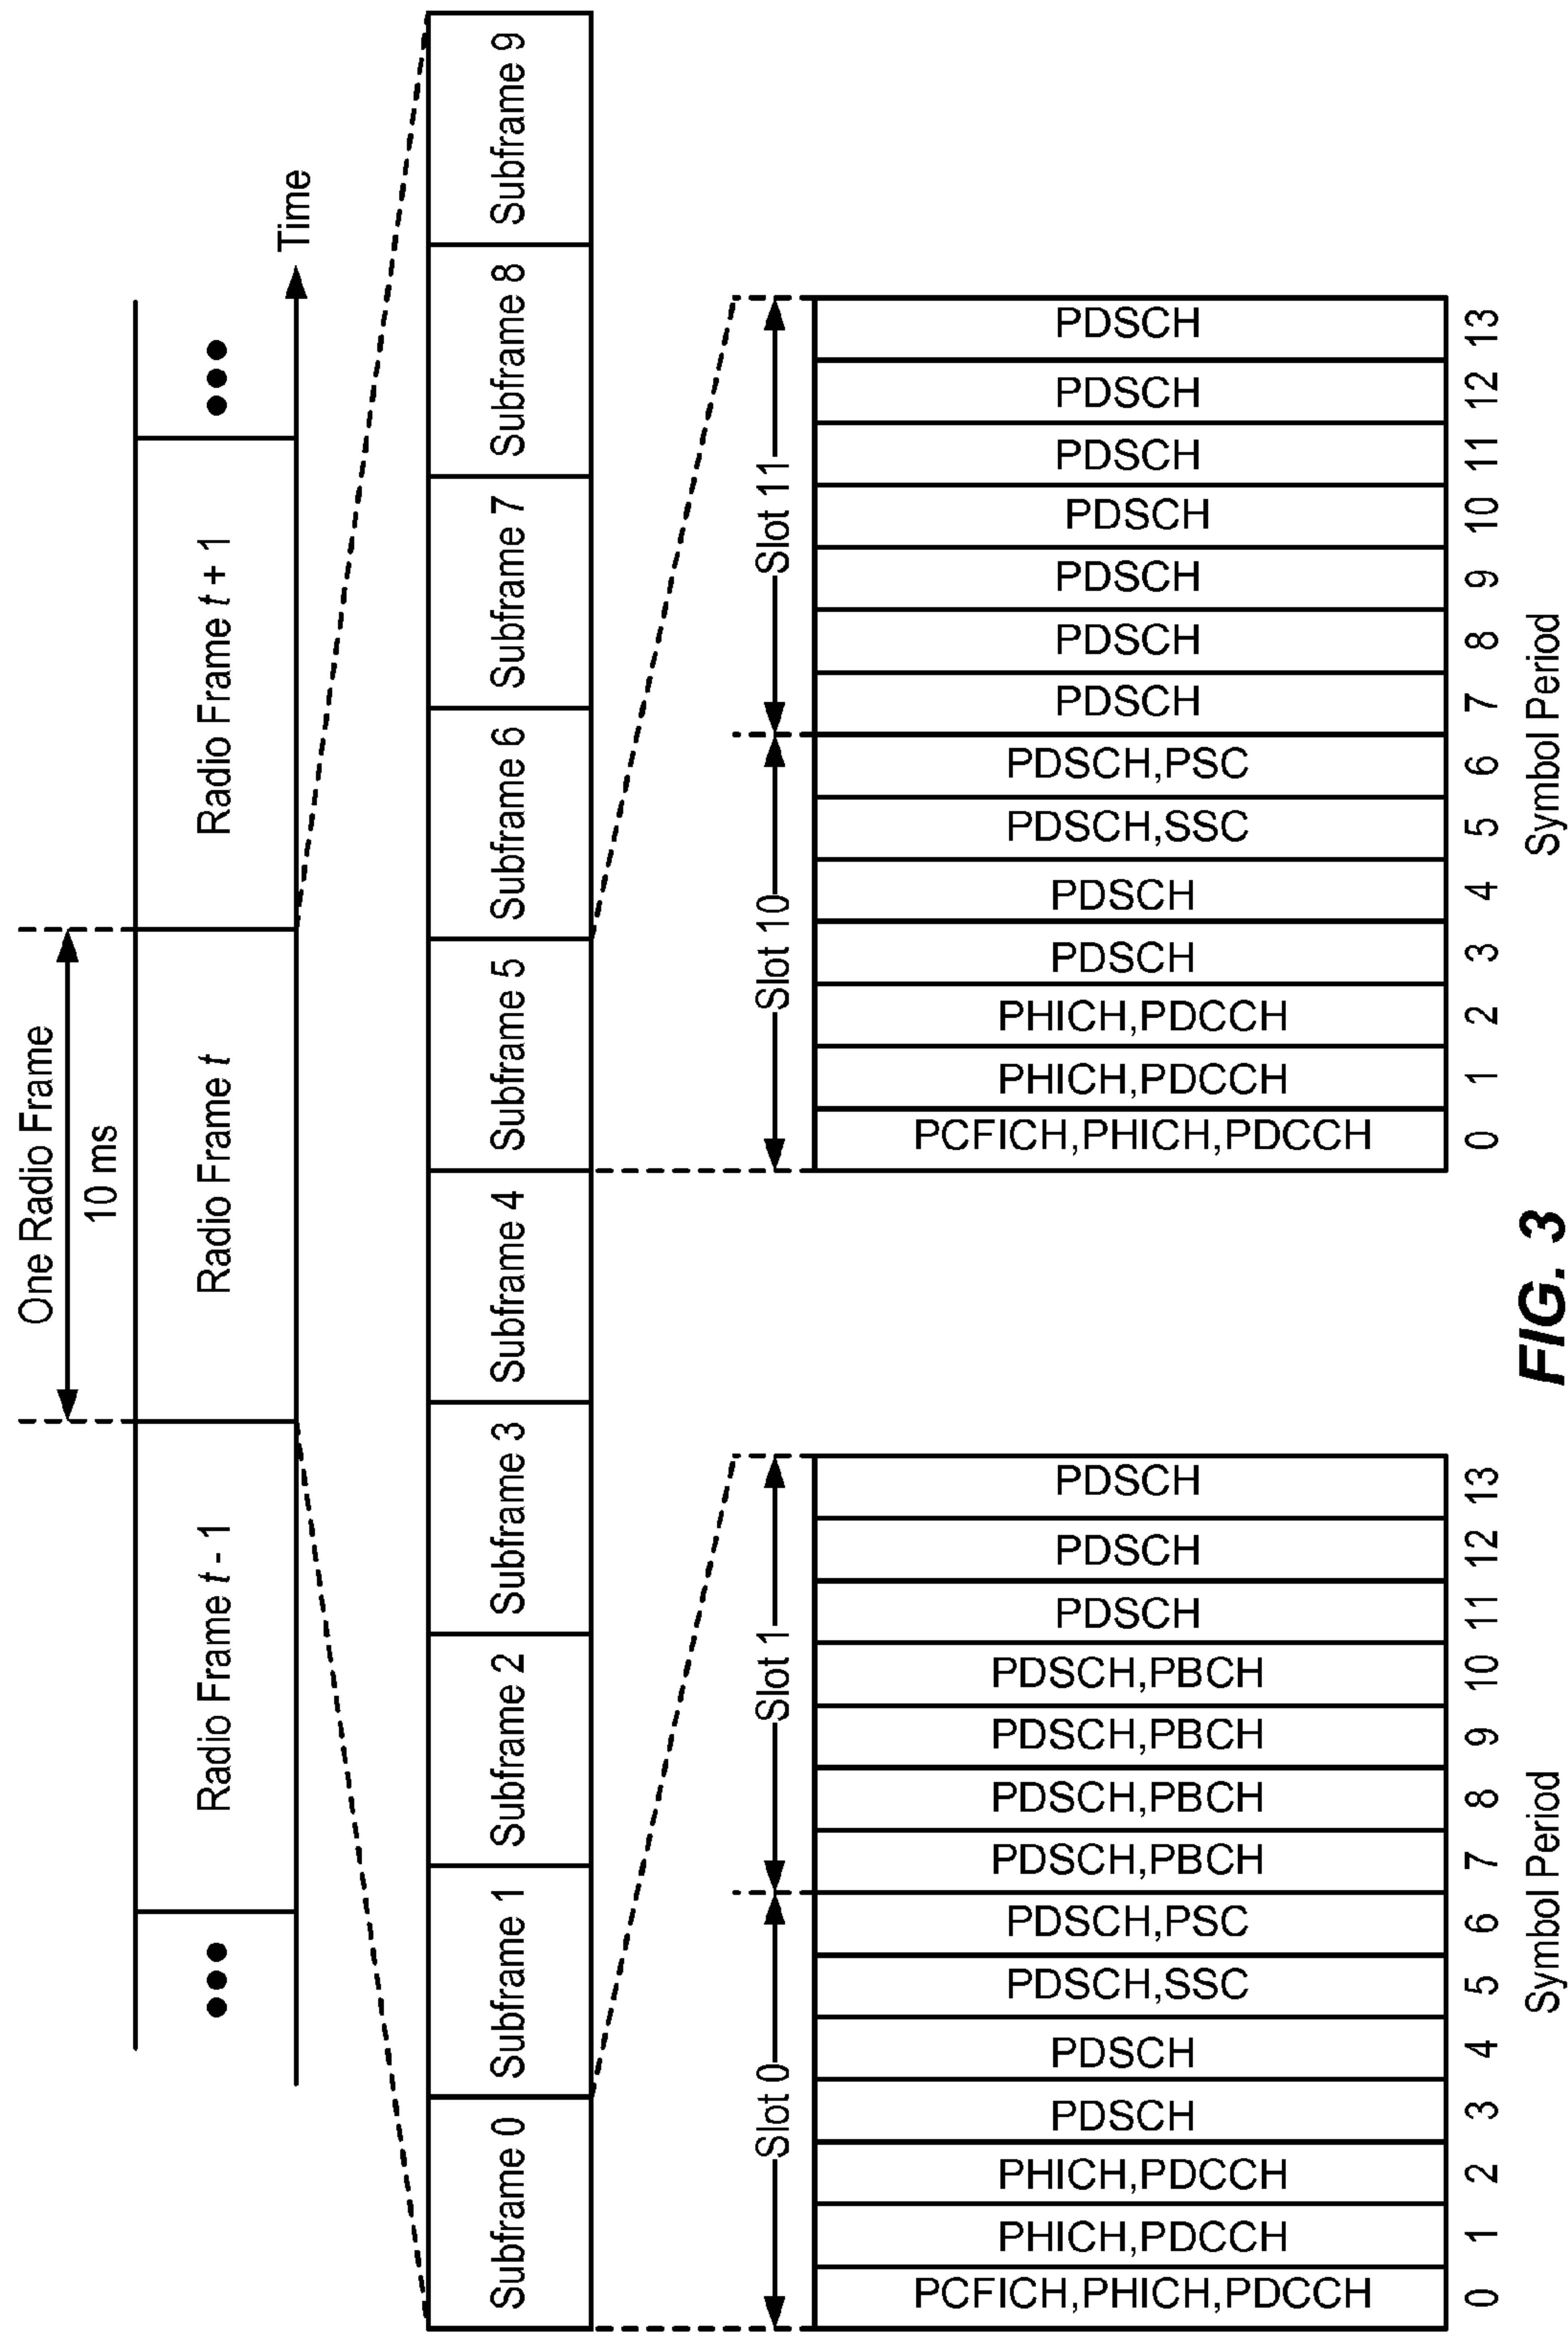 One Radio Frame
10 ms
Radio Frame t - 1
Radio Frame t
Radio Frame t + 1
Time
Subframe 0
Subframe 1
Subframe 2
Subframe 3
Subframe 4
Subframe 5
Subframe 6
Subframe 7
Subframe 8
Subframe 9
Slot 0
Slot 1
PCFICH,PHICH,PDCCH
PHICH,PDCCH
PHICH,PDCCH
PDSCH
PDSCH
PDSCH,SSC
PDSCH,PSC
PDSCH,PBCH
PDSCH,PBCH
PDSCH,PBCH
PDSCH,PBCH
PDSCH
PDSCH
PDSCH
0 1 2 3 4 5 6 7 8 9 10 11 12 13
Symbol Period
Slot 10
Slot 11
PCFICH,PHICH,PDCCH
PHICH,PDCCH
PHICH,PDCCH
PDSCH
PDSCH
PDSCH,SSC
PDSCH,PSC
PDSCH
PDSCH
PDSCH
PDSCH
PDSCH
PDSCH
PDSCH
0 1 2 3 4 5 6 7 8 9 10 11 12 13
Symbol Period
FIG. 3